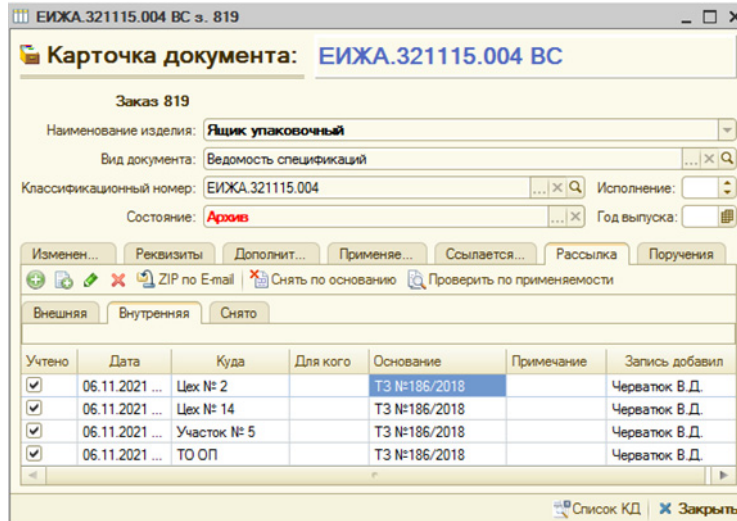 ЕИЖА.321115.004 ВС з. 819
Карточка документа: ЕИЖА.321115.004 ВС
Заказ 819
Наименование изделия: Ящик упаковочный
Вид документа: Ведомость спецификаций ...
Классификационный номер: ЕИЖА.321115.004 ... Исполнение:
Состояние: Архив ... Год выпуска:
Изменен... Реквизиты Дополнит... Применяе... Ссылается... Рассылка Поручения
ZIP по E-mail Снять по основанию Проверить по применяемости
Внешняя Внутренняя Снято
Учтено Дата Куда Для кого Основание Примечание Запись добавил
06.11.2021 ... Цех № 2 ТЗ №186/2018 Черватюк В.Д.
06.11.2021 ... Цех № 14 ТЗ №186/2018 Черватюк В.Д.
06.11.2021 ... Участок № 5 ТЗ №186/2018 Черватюк В.Д.
06.11.2021 ... ТО ОП ТЗ №186/2018 Черватюк В.Д.
Список КД Закрыть